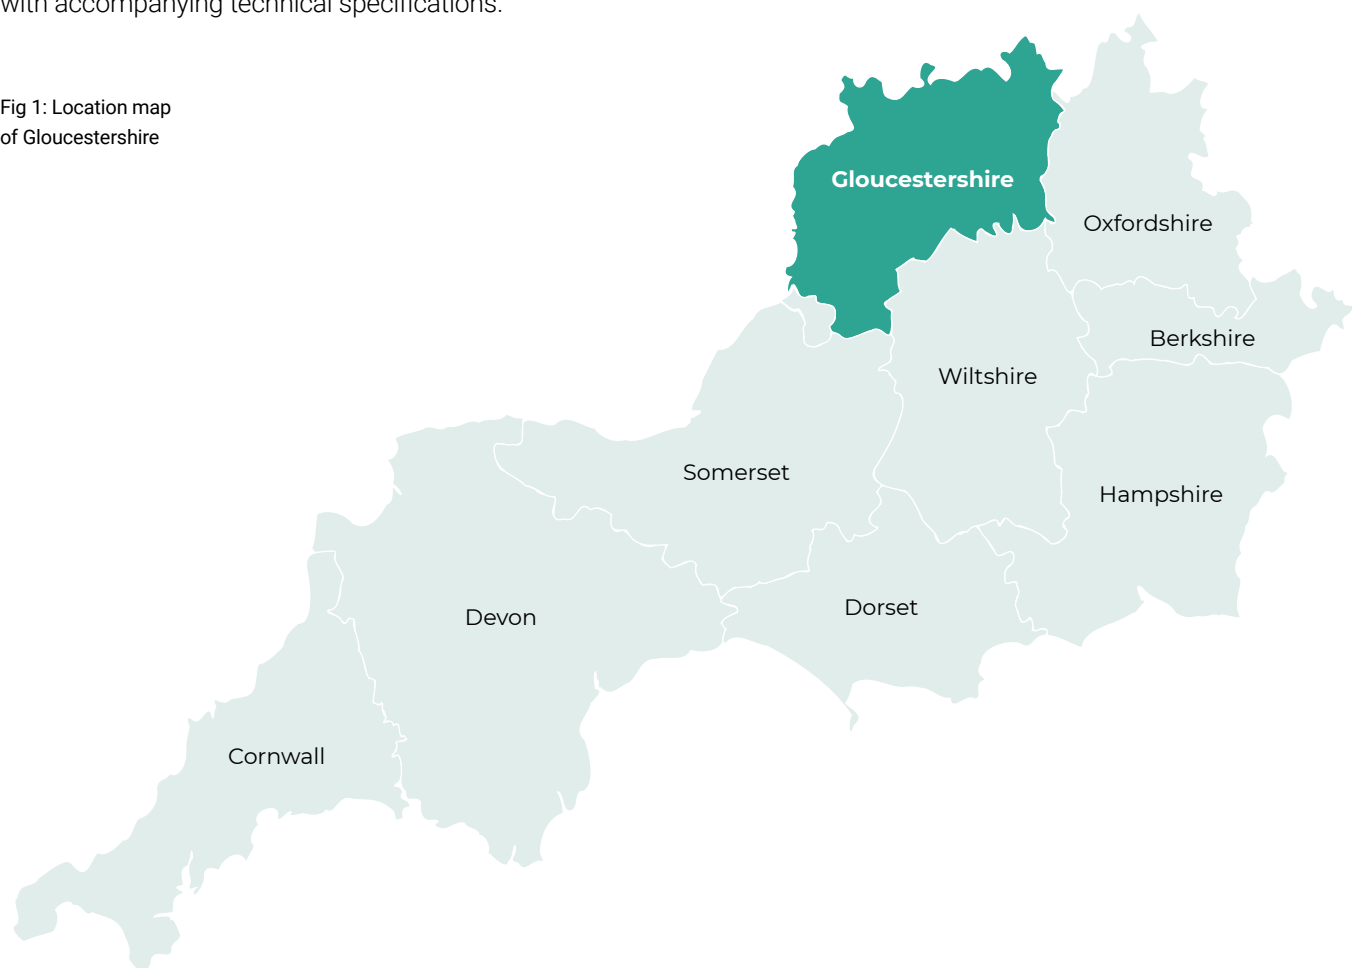 with accompanying technical specifications.
Fig 1: Location map
of Gloucestershire
Gloucestershire
Oxfordshire
Berkshire
Wiltshire
Somerset
Hampshire
Dorset
Devon
Cornwall